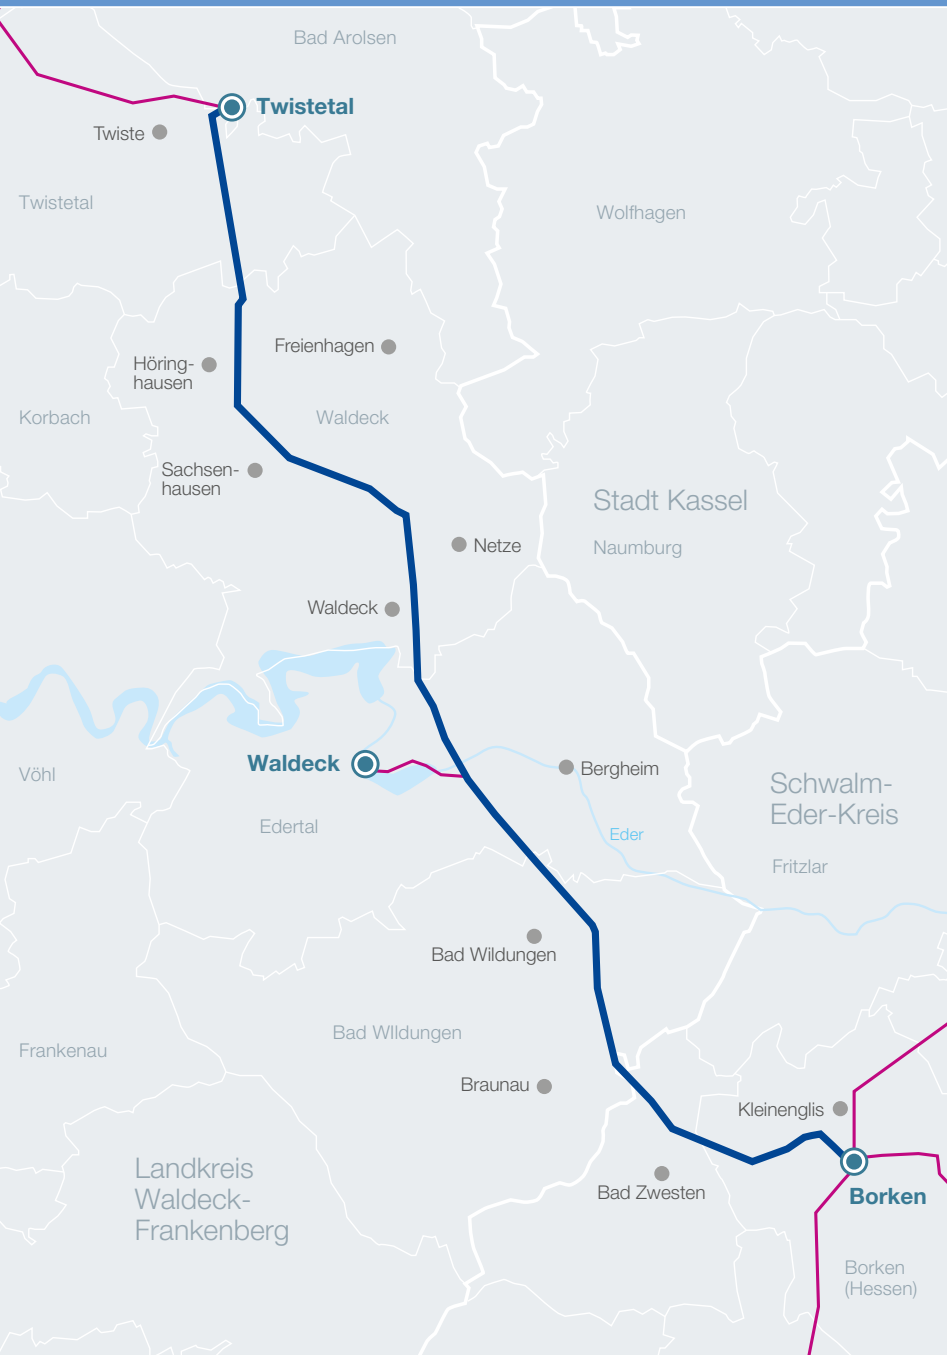 Bad Arolsen
Twistetal
Twiste
Twistetal
Wolfhagen
Freienhagen
Höring-
hausen
Korbach
Waldeck
Sachsen-
hausen
Stadt Kassel
Netze
Naumburg
Waldeck
Waldeck
Bergheim
Vöhl
Schwalm-
Eder-Kreis
Edertal
Eder
Fritzlar
Bad Wildungen
Bad WIldungen
Frankenau
Braunau
Kleinenglis
Landkreis
Waldeck-
Frankenberg
Bad Zwesten
Borken
Borken
(Hessen)